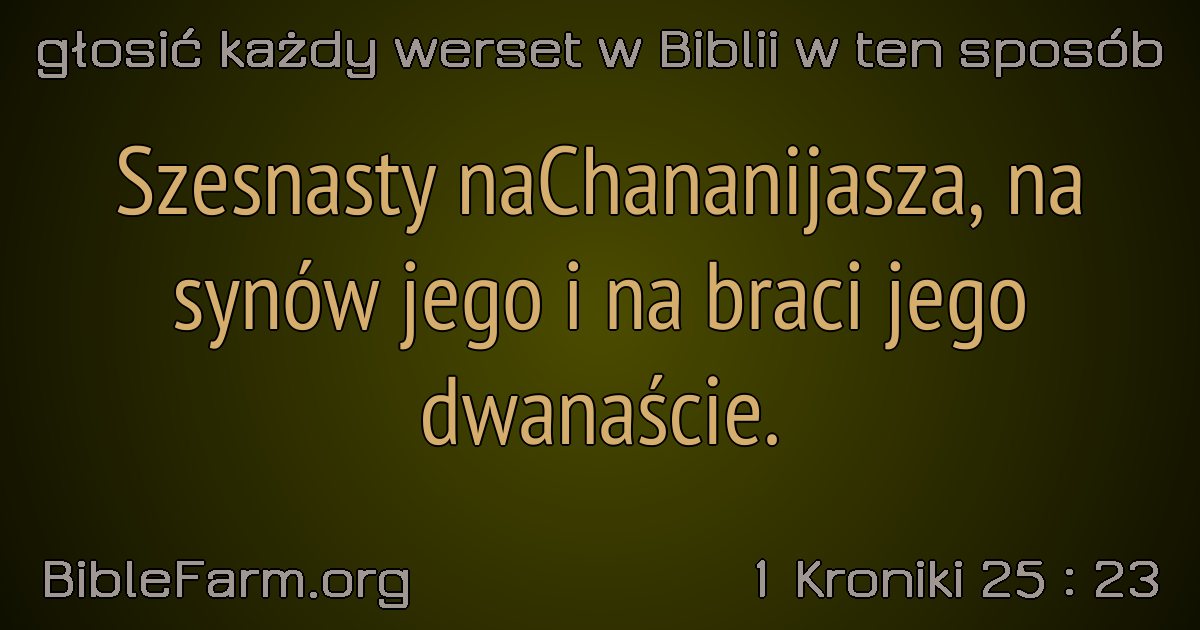 głosić każdy werset w Biblii w ten sposób
Szesnasty naChananijasza, na
synów jego i na braci jego
dwanaście.
BibleFarm.org
1 Kroniki 25 : 23